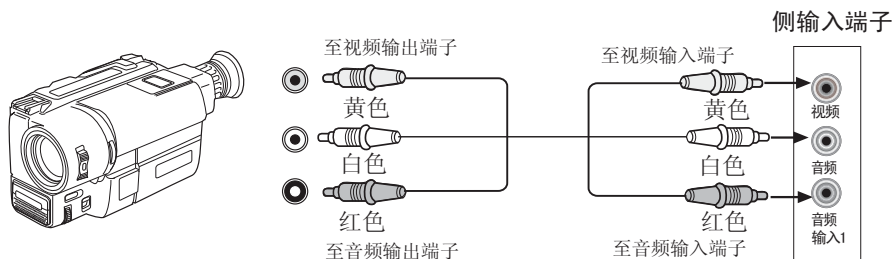 侧输入端子
至视频输出端子
至视频输入端子
黄色
黄色
视频
白色
白色
音频
红色
红色
音频
输入1
至音频输出端子
至音频输入端子